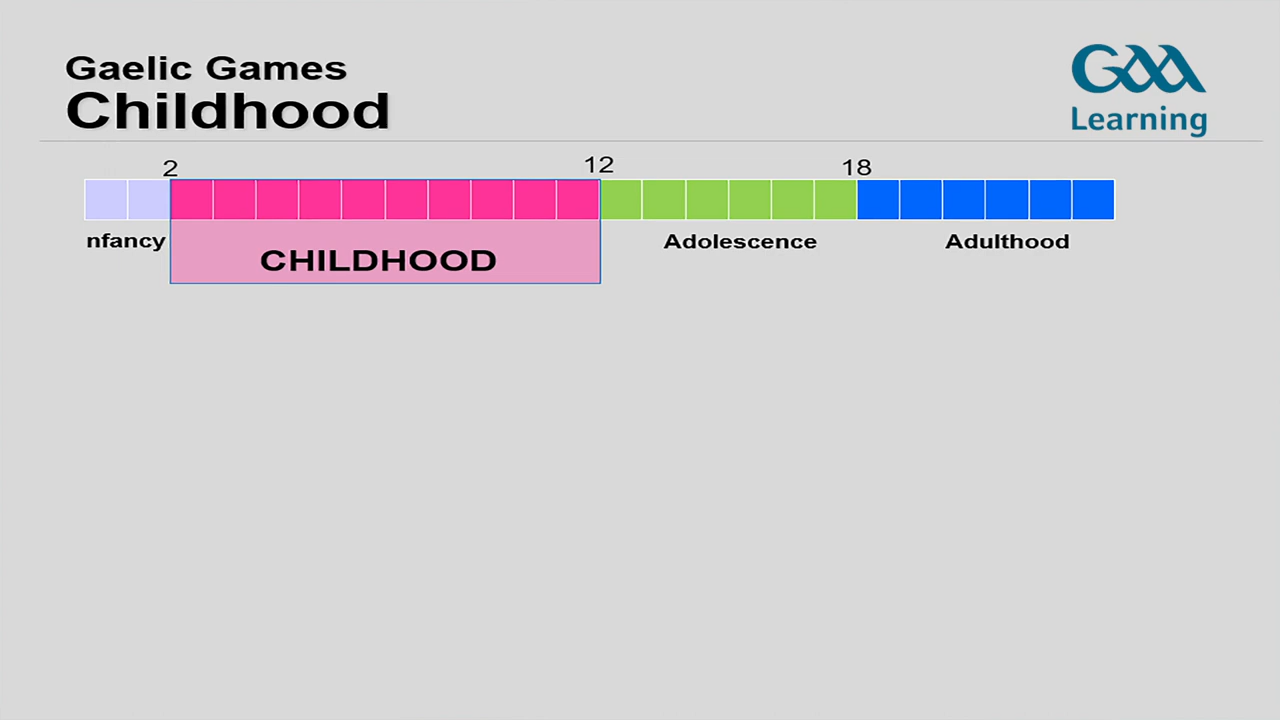 Gaelic Games
Childhood
GAA
Learning
2
12
18
nfancy
CHILDHOOD
Adolescence
Adulthood